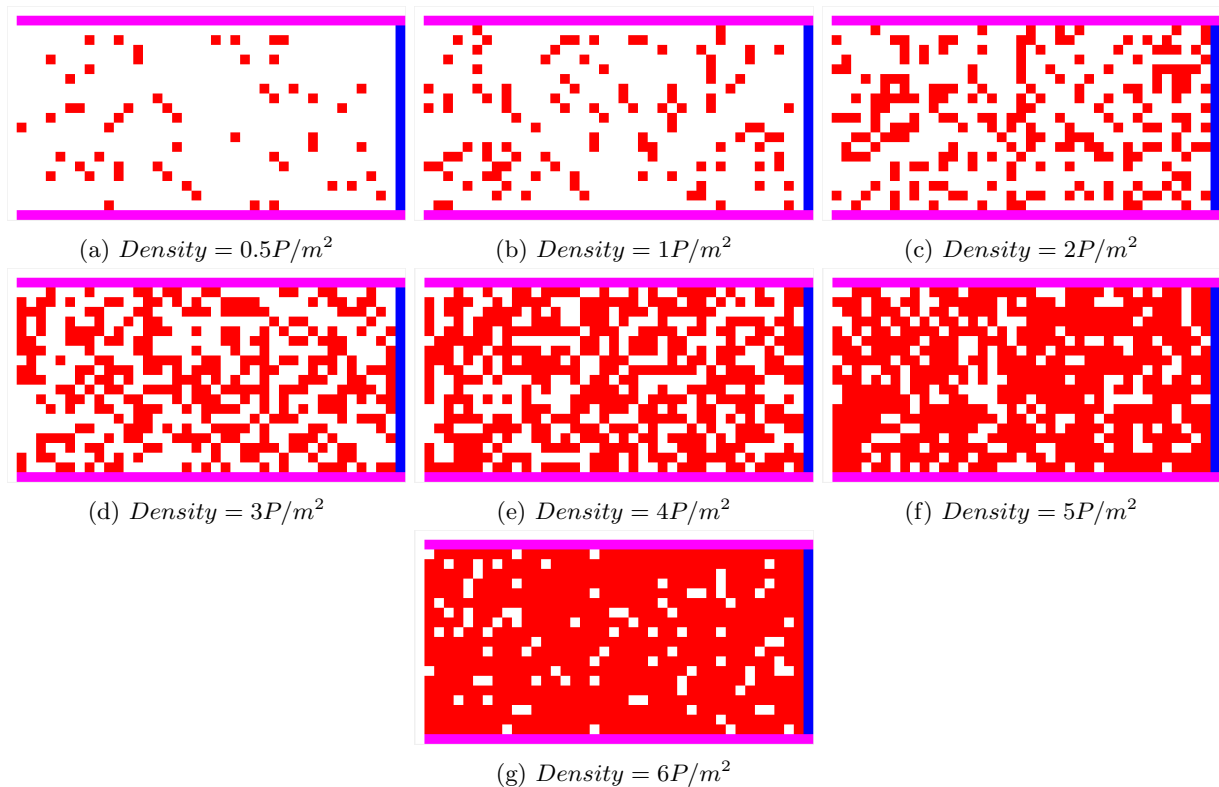 (a) Density = 0.5P/m²
(b) Density = 1P/m²
(c) Density = 2P/m²
(d) Density = 3P/m²
(e) Density = 4P/m²
(f) Density = 5P/m²
(g) Density = 6P/m²